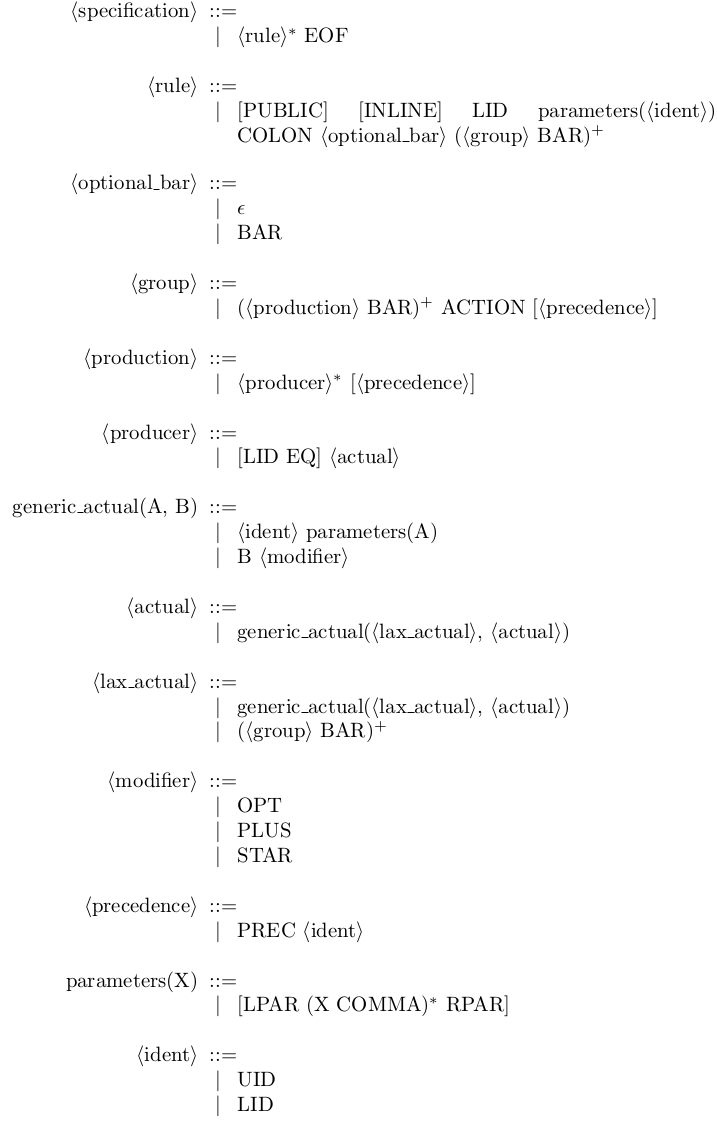 ⟨specification⟩ ::=
| ⟨rule⟩* EOF
⟨rule⟩ ::=
| [PUBLIC] [INLINE] LID parameters(⟨ident⟩)
COLON ⟨optional_bar⟩ (⟨group⟩ BAR)+
⟨optional_bar⟩ ::=
| ϵ
| BAR
⟨group⟩ ::=
| (⟨production⟩ BAR)+ ACTION [⟨precedence⟩]
⟨production⟩ ::=
| ⟨producer⟩* [⟨precedence⟩]
⟨producer⟩ ::=
| [LID EQ] ⟨actual⟩
generic_actual(A, B) ::=
| ⟨ident⟩ parameters(A)
| B ⟨modifier⟩
⟨actual⟩ ::=
| generic_actual(⟨lax_actual⟩, ⟨actual⟩)
⟨lax_actual⟩ ::=
| generic_actual(⟨lax_actual⟩, ⟨actual⟩)
| (⟨group⟩ BAR)+
⟨modifier⟩ ::=
| OPT
| PLUS
| STAR
⟨precedence⟩ ::=
| PREC ⟨ident⟩
parameters(X) ::=
| [LPAR (X COMMA)* RPAR]
⟨ident⟩ ::=
| UID
| LID